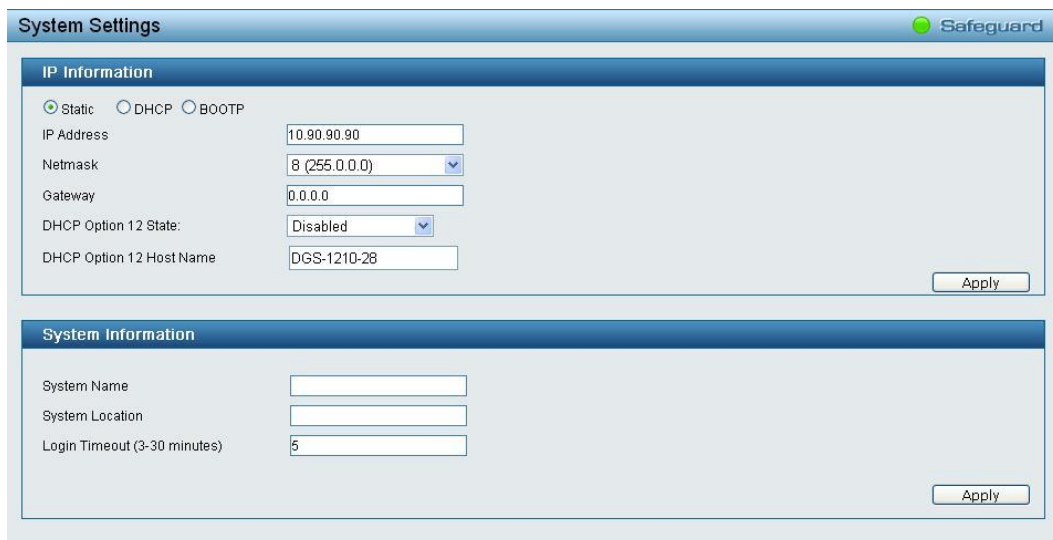 System Settings Safeguard
IP Information
Static DHCP BOOTP
IP Address 10.90.90.90
Netmask 8 (255.0.0.0)
Gateway 0.0.0.0
DHCP Option 12 State: Disabled
DHCP Option 12 Host Name DGS-1210-28
Apply
System Information
System Name
System Location
Login Timeout (3-30 minutes) 5
Apply